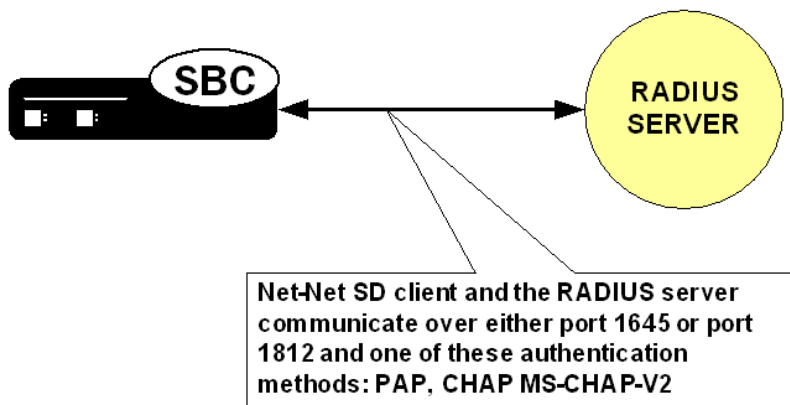 SBC
RADIUS
SERVER
Net-Net SD client and the RADIUS server
communicate over either port 1645 or port
1812 and one of these authentication
methods: PAP, CHAP MS-CHAP-V2